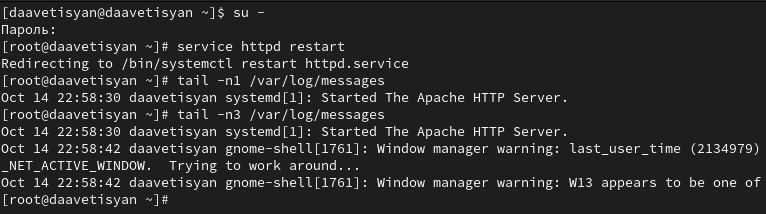 [daavetisyan@daavetisyan ~]$ su -
Пароль:
[root@daavetisyan ~]# service httpd restart
Redirecting to /bin/systemctl restart httpd.service
[root@daavetisyan ~]# tail -n1 /var/log/messages
Oct 14 22:58:30 daavetisyan systemd[1]: Started The Apache HTTP Server.
[root@daavetisyan ~]# tail -n3 /var/log/messages
Oct 14 22:58:30 daavetisyan systemd[1]: Started The Apache HTTP Server.
Oct 14 22:58:42 daavetisyan gnome-shell[1761]: Window manager warning: last_user_time (2134979)
_NET_ACTIVE_WINDOW.  Trying to work around...
Oct 14 22:58:42 daavetisyan gnome-shell[1761]: Window manager warning: W13 appears to be one of
[root@daavetisyan ~]#